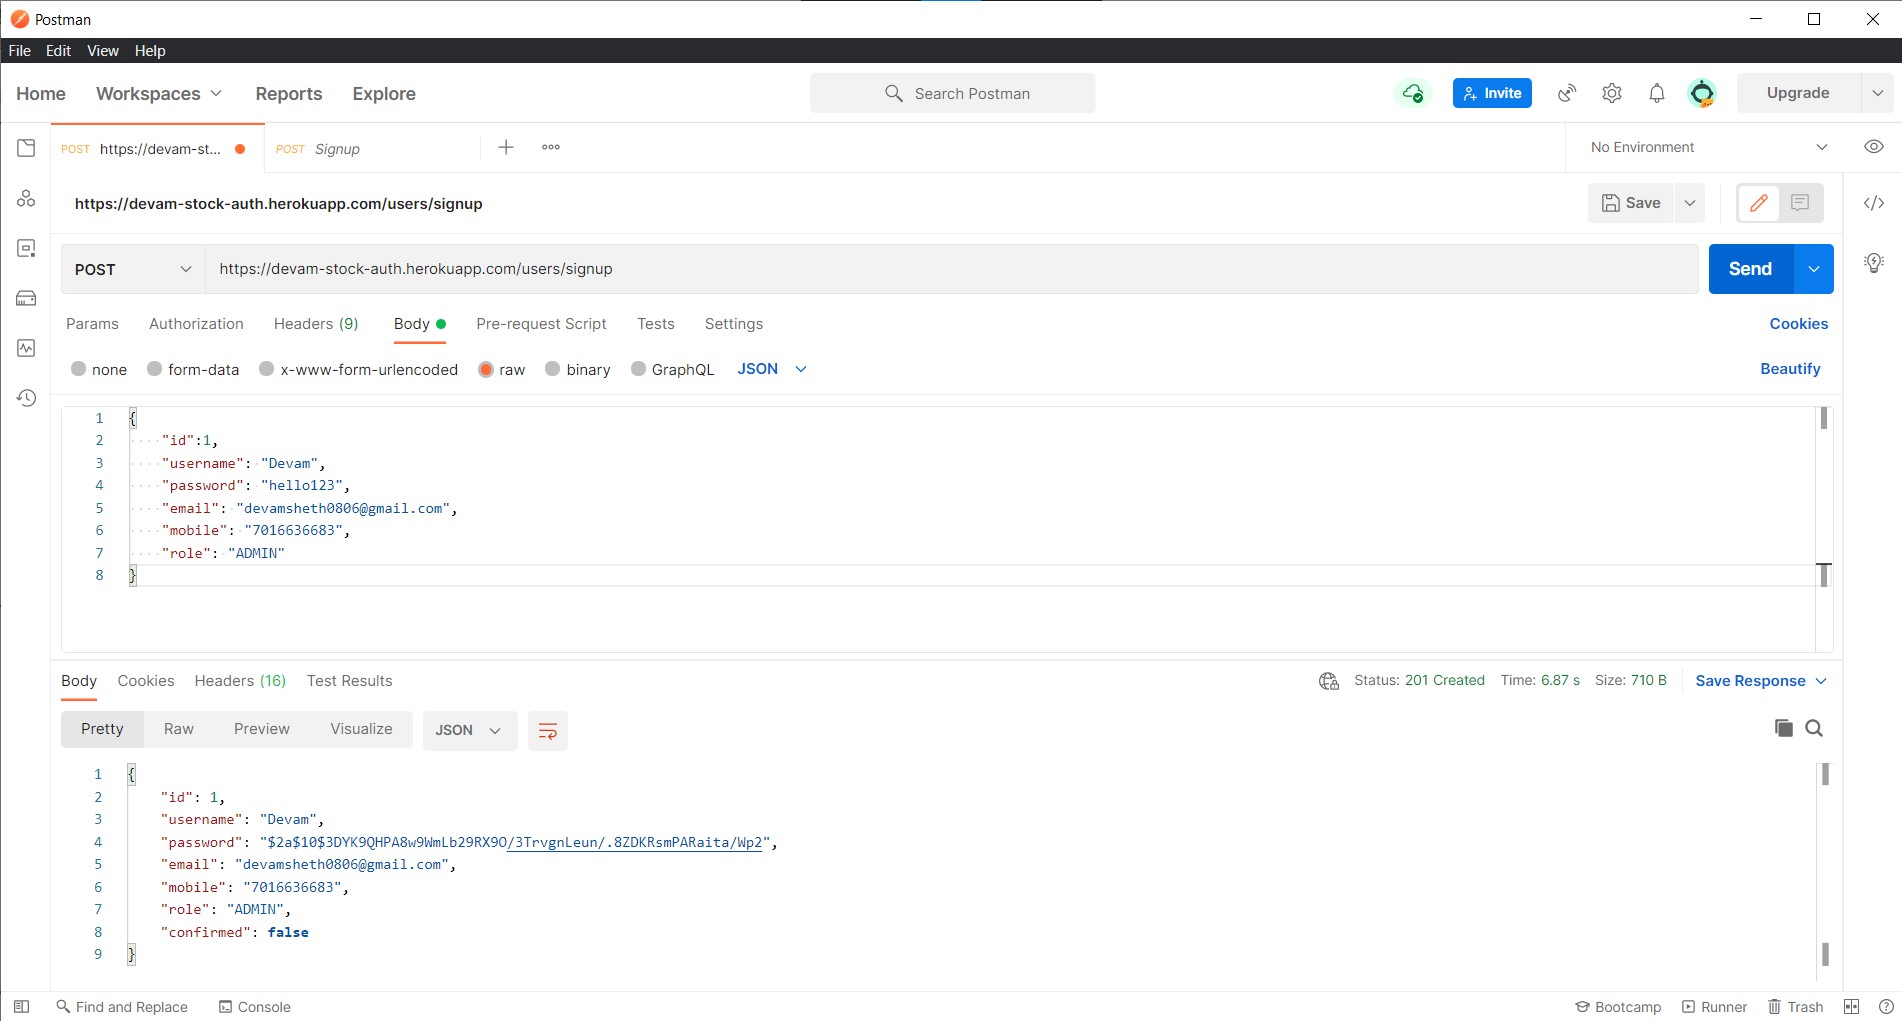 Postman
File Edit View Help
Home Workspaces Reports Explore Search Postman Invite Upgrade
POST https://devam-st... POST Signup No Environment
https://devam-stock-auth.herokuapp.com/users/signup Save
POST https://devam-stock-auth.herokuapp.com/users/signup Send
Params Authorization Headers (9) Body Pre-request Script Tests Settings Cookies
none form-data x-www-form-urlencoded raw binary GraphQL JSON Beautify
1 {
2 "id":1,
3 "username": "Devam",
4 "password": "hello123",
5 "email": "devamsheth0806@gmail.com",
6 "mobile": "7016636683",
7 "role": "ADMIN"
8 }
Body Cookies Headers (16) Test Results Status: 201 Created Time: 6.87 s Size: 710 B Save Response
Pretty Raw Preview Visualize JSON
1 {
2 "id": 1,
3 "username": "Devam",
4 "password": "$2a$10$3DYK9QHPA8w9WmLb29RX9O/3TrvgnLeun/.8ZDKRsmPARaita/Wp2",
5 "email": "devamsheth0806@gmail.com",
6 "mobile": "7016636683",
7 "role": "ADMIN",
8 "confirmed": false
9 }
Find and Replace Console Bootcamp Runner Trash